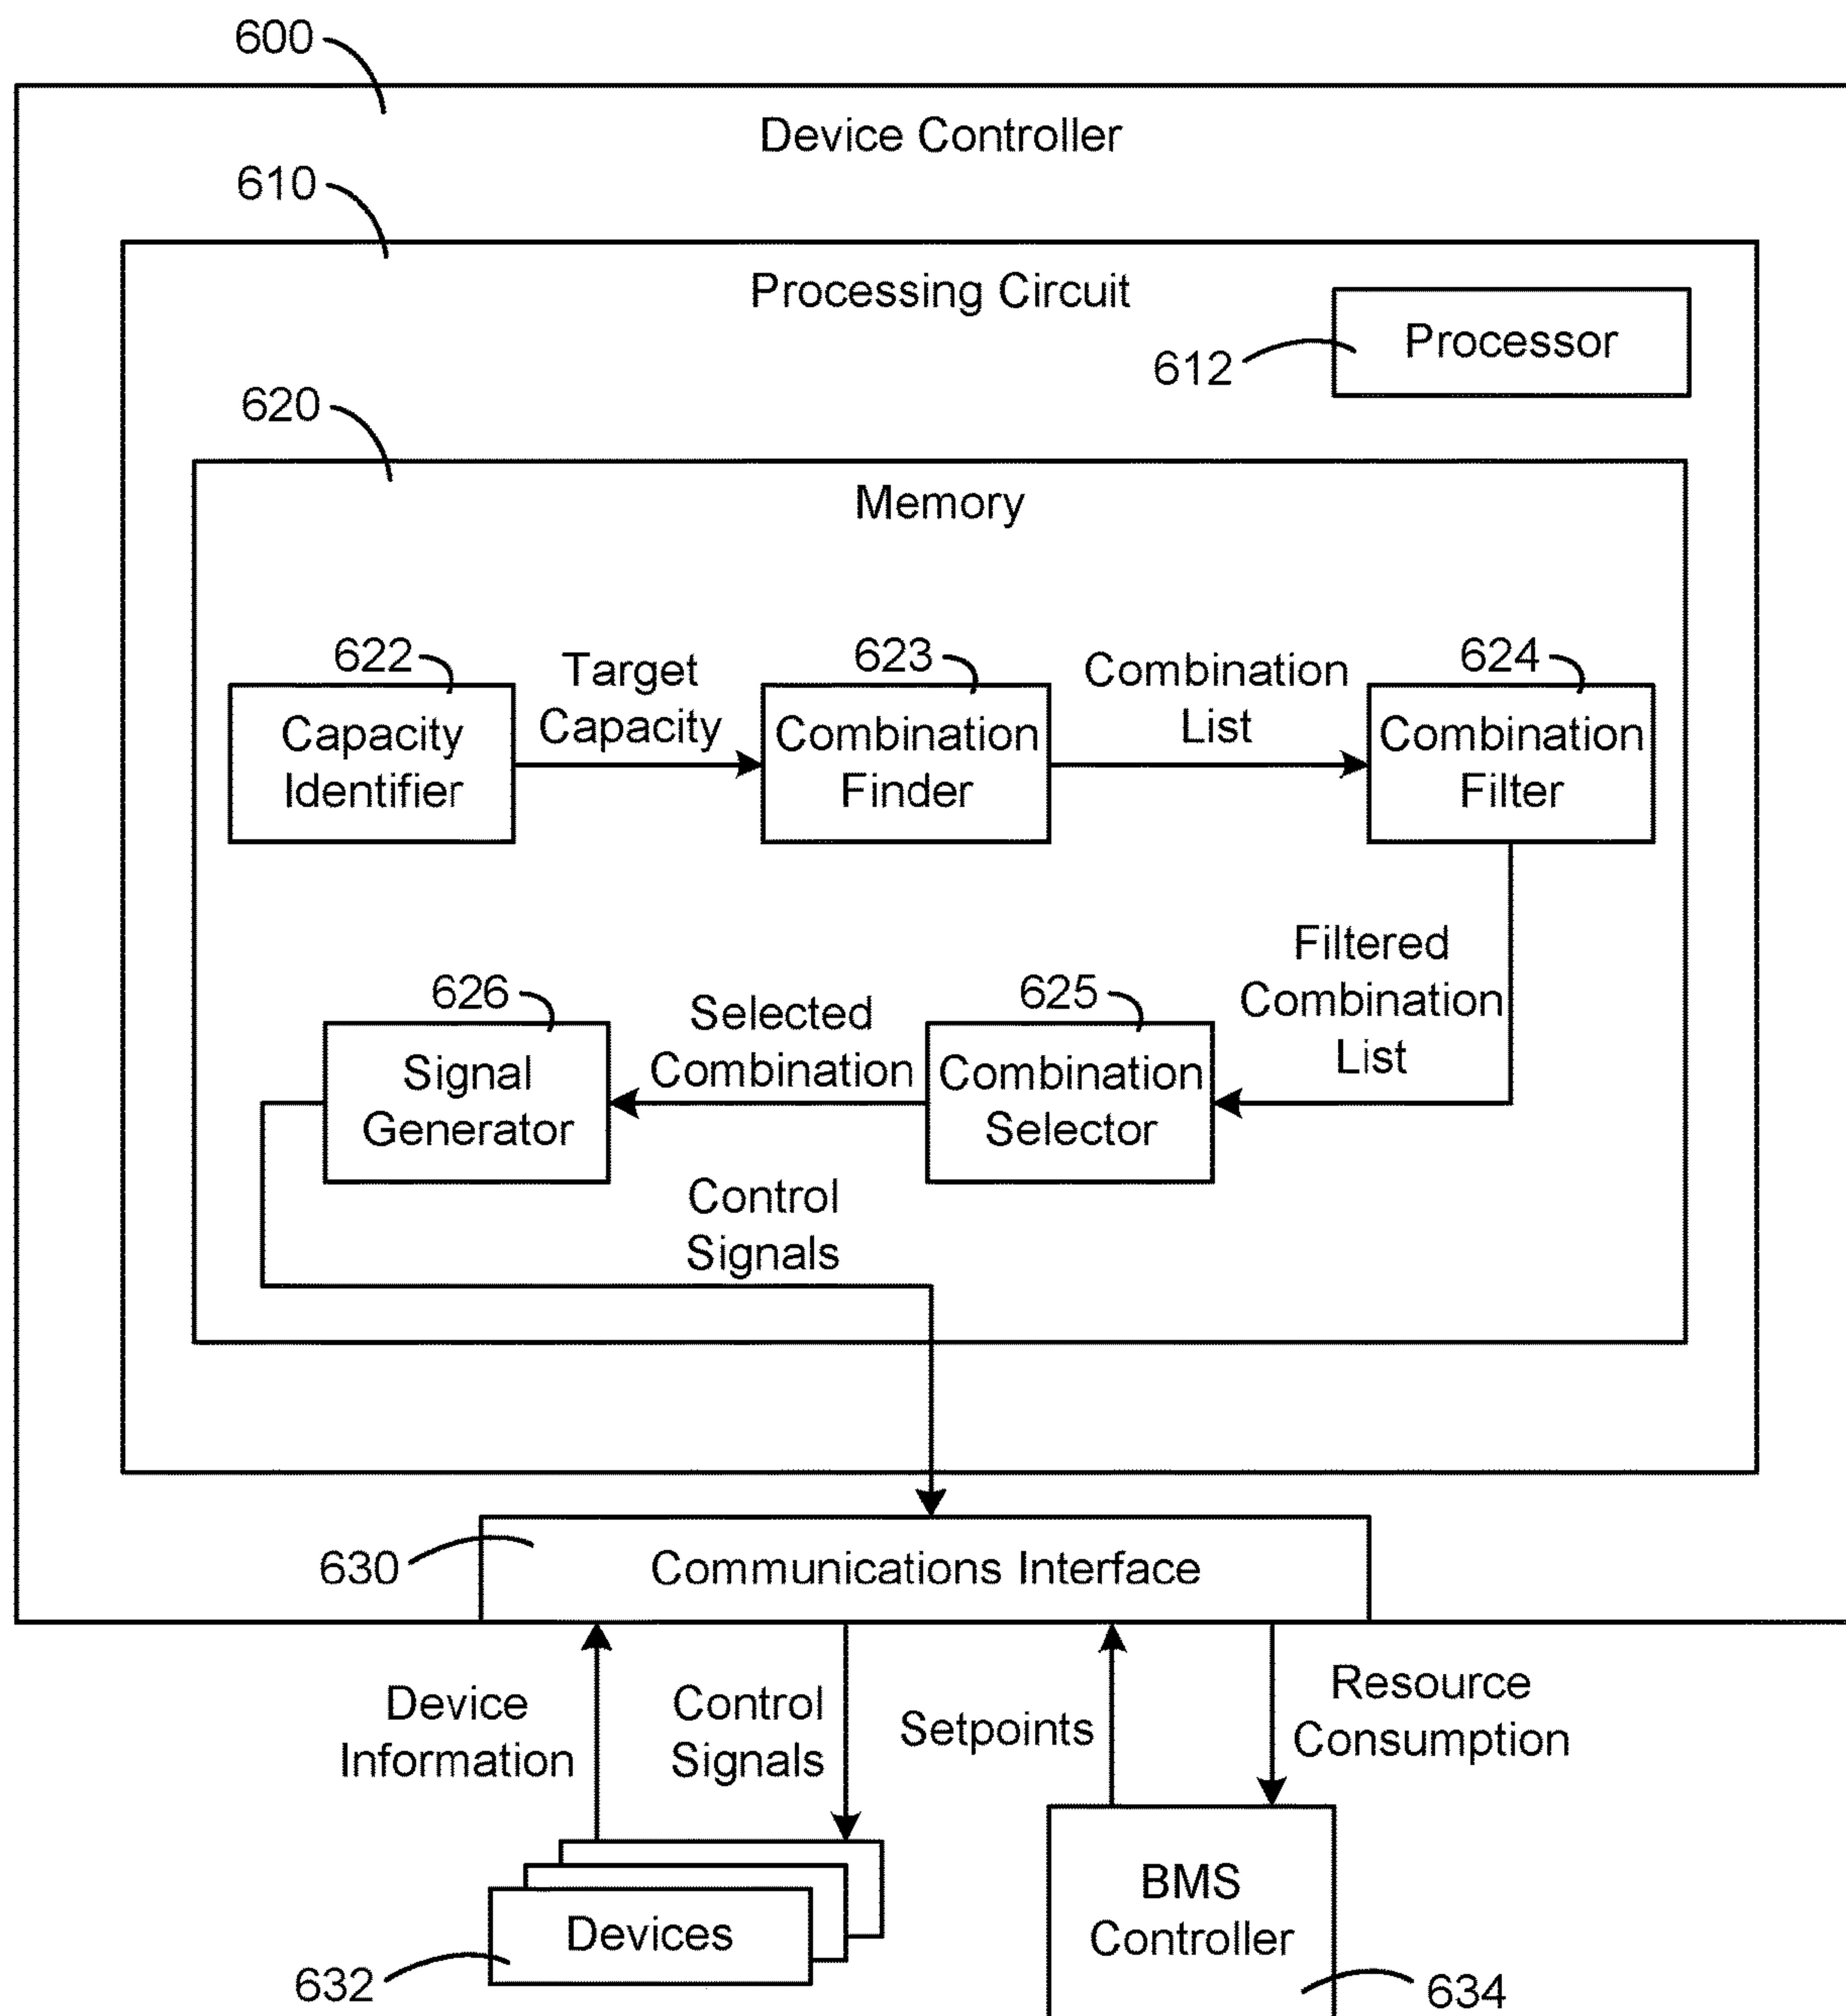 600
Device Controller
610
Processing Circuit
Processor
612
620
Memory
622
Target
Capacity
623
Combination
List
624
Capacity
Identifier
Combination
Finder
Combination
Filter
Filtered
Combination
List
626
Selected
Combination
625
Signal
Generator
Combination
Selector
Control
Signals
630
Communications Interface
Device
Information
Control
Signals
Setpoints
Resource
Consumption
Devices
632
BMS
Controller
634